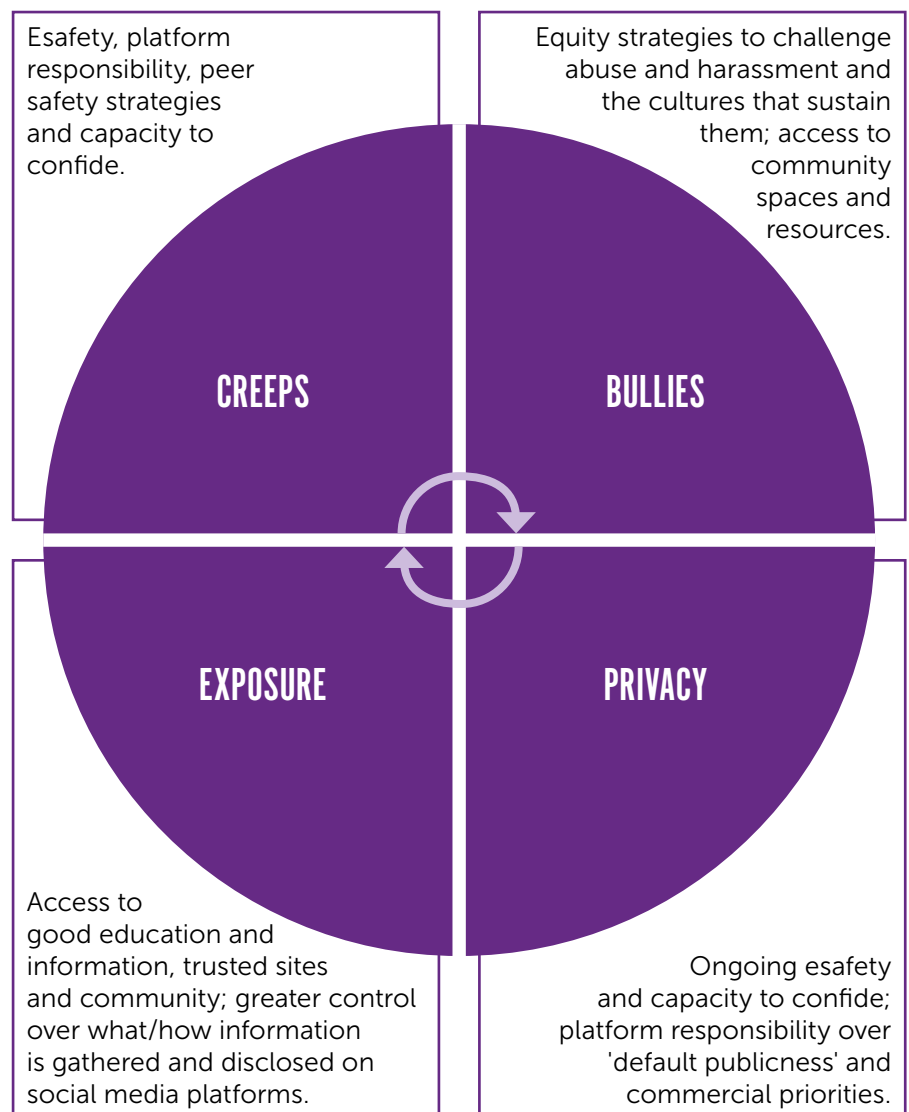 Esafety, platform
responsibility, peer
safety strategies
and capacity to
confide.
Equity strategies to challenge
abuse and harassment and
the cultures that sustain
them; access to
community
spaces and
resources.
CREEPS
BULLIES
EXPOSURE
PRIVACY
Access to
good education and
information, trusted sites
and community; greater control
over what/how information
is gathered and disclosed on
social media platforms.
Ongoing esafety
and capacity to confide;
platform responsibility over
'default publicness' and
commercial priorities.